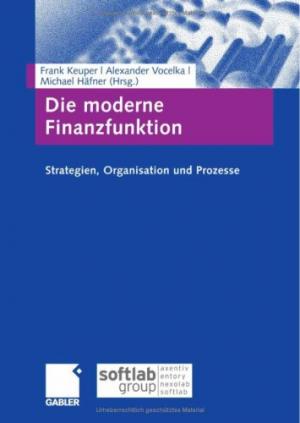 Frank Keuper | Alexander Vocelka |
Michael Häfner (Hrsg.)
Die moderne
Finanzfunktion
Strategien, Organisation und Prozesse
GABLER
softlab
group
axentiv
entory
nexolab
softlab
Urheberrechtlich geschütztes Material